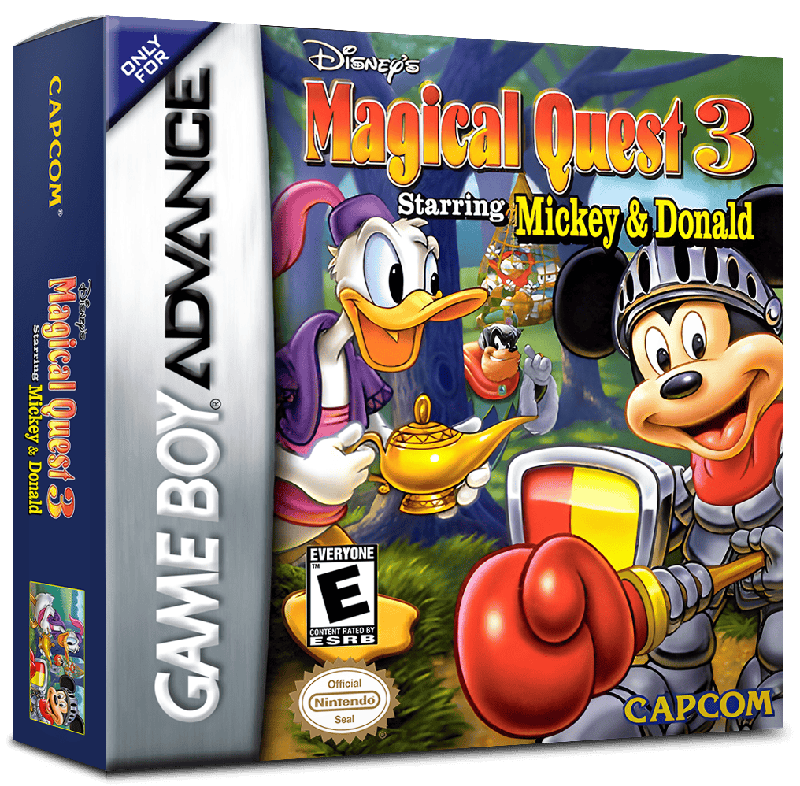 CAPCOM®
Disney's
Magical Quest 3
Starring Mickey & Donald
ONLY
FOR
GAME BOY ADVANCE®
Disney's
Magical Quest 3
Starring Mickey & Donald
EVERYONE
™
E
CONTENT RATED BY
ESRB
Official
Nintendo
Seal
CAPCOM